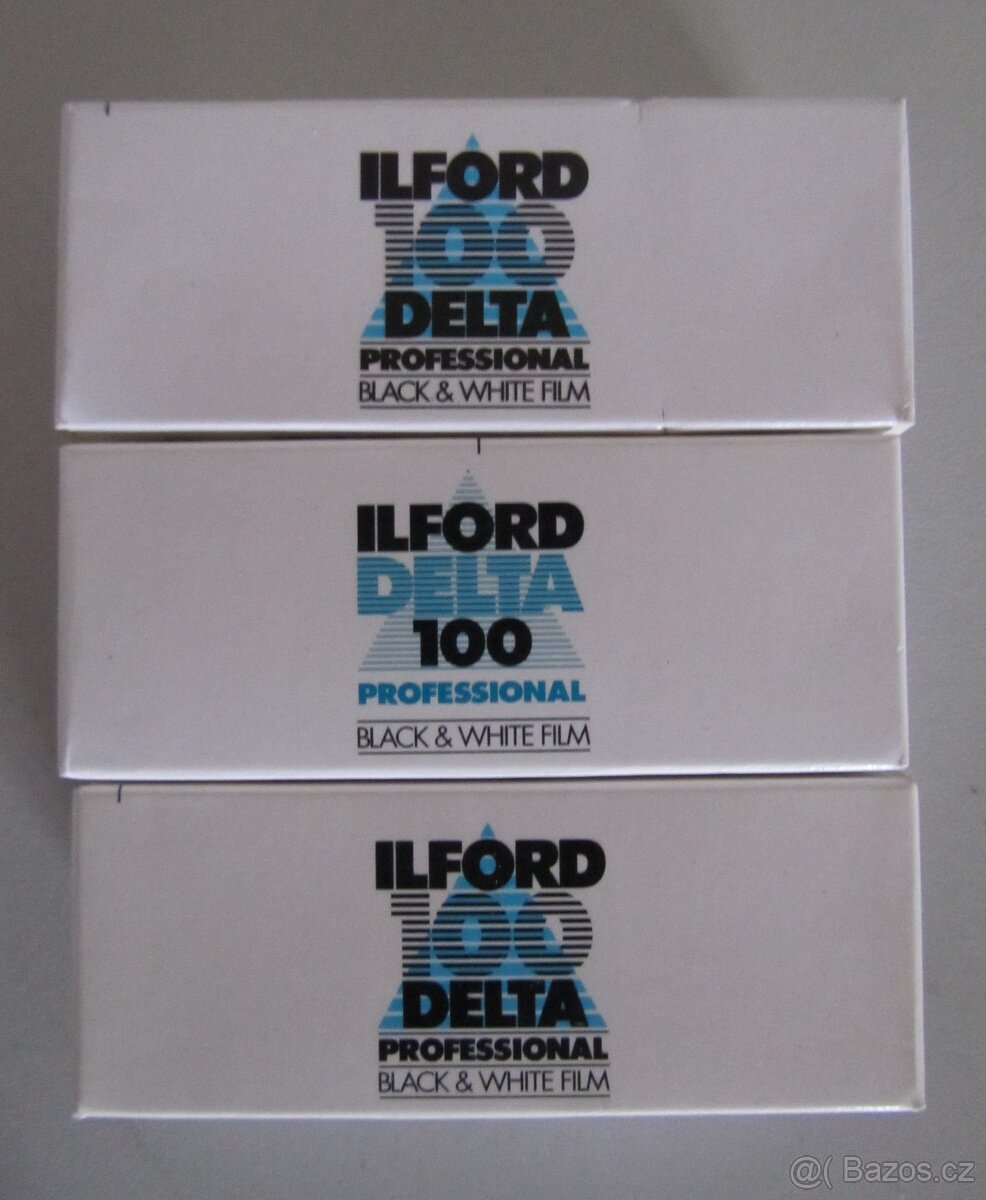 ILFORD
100
DELTA
PROFESSIONAL
BLACK & WHITE FILM
ILFORD
DELTA
100
PROFESSIONAL
BLACK & WHITE FILM
ILFORD
100
DELTA
PROFESSIONAL
BLACK & WHITE FILM
@( Bazos.cz